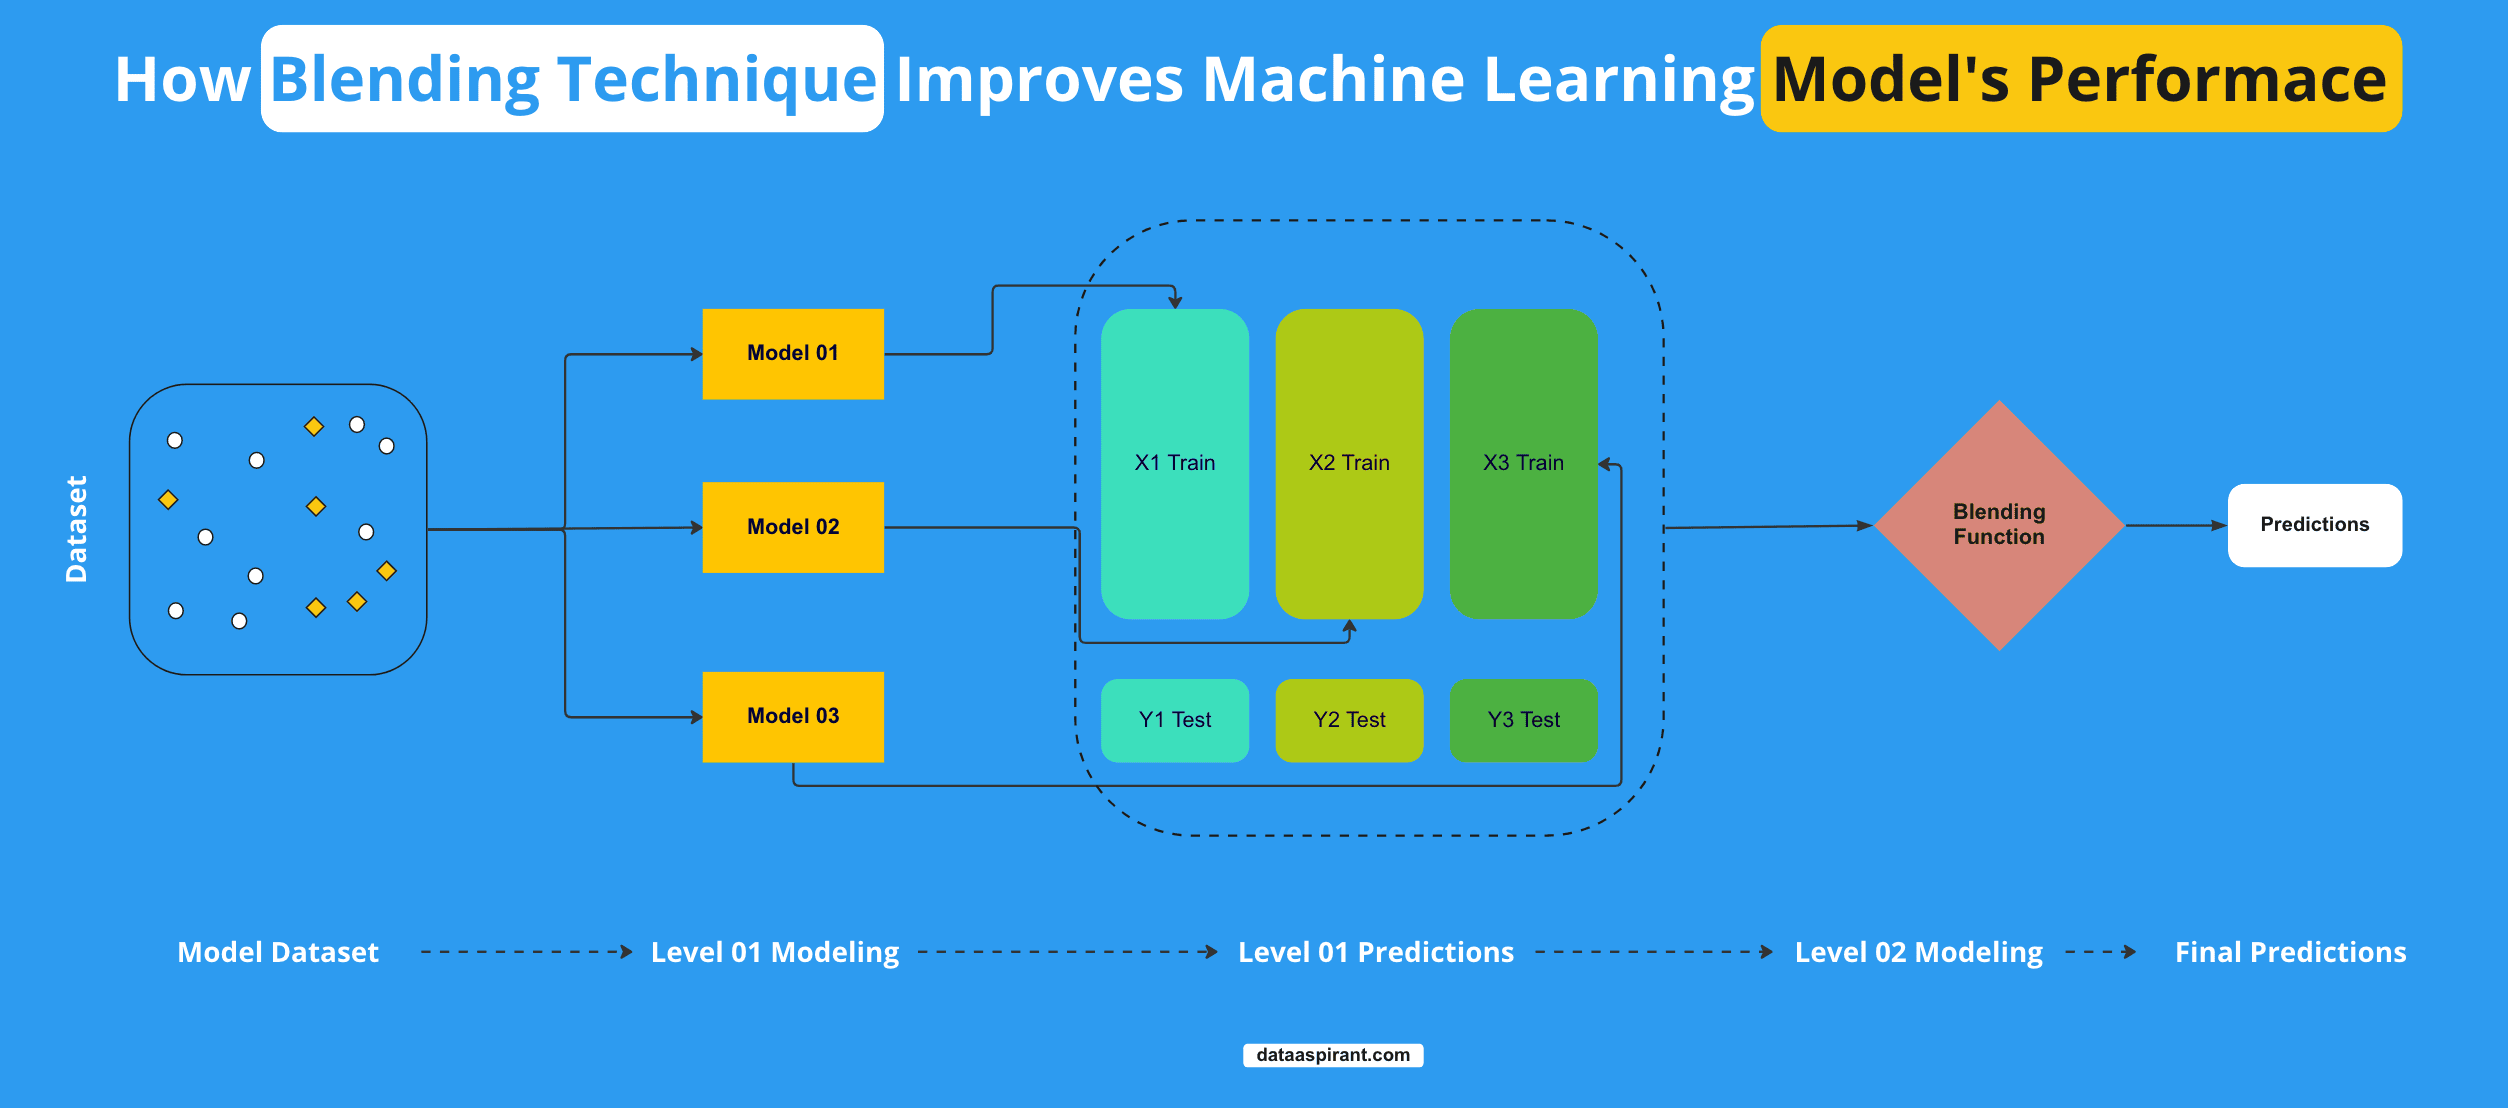 How Blending Technique Improves Machine Learning Model's Performace
Dataset
Model 01
Model 02
Model 03
X1 Train
X2 Train
X3 Train
Y1 Test
Y2 Test
Y3 Test
Blending
Function
Predictions
Model Dataset
Level 01 Modeling
Level 01 Predictions
Level 02 Modeling
Final Predictions
dataaspirant.com